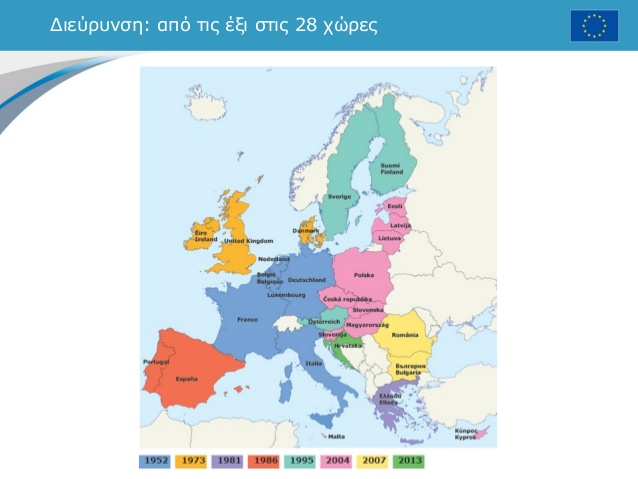 Διεύρυνση: από τις έξι στις 28 χώρες
Suomi
Finland
Sverige
Eesti
Latvija
Lietuva
Danmark
Éire
Ireland
United Kingdom
Nederland
België
Belgique
Deutschland
Luxembourg
Polska
Česká republika
Slovensko
France
Österreich
Magyarország
Slovenija
Hrvatska
România
Italia
Portugal
España
България
Bulgaria
Ελλάδα
Ellada
Malta
Κύπρος
Kypros
1952 1973 1981 1986 1995 2004 2007 2013